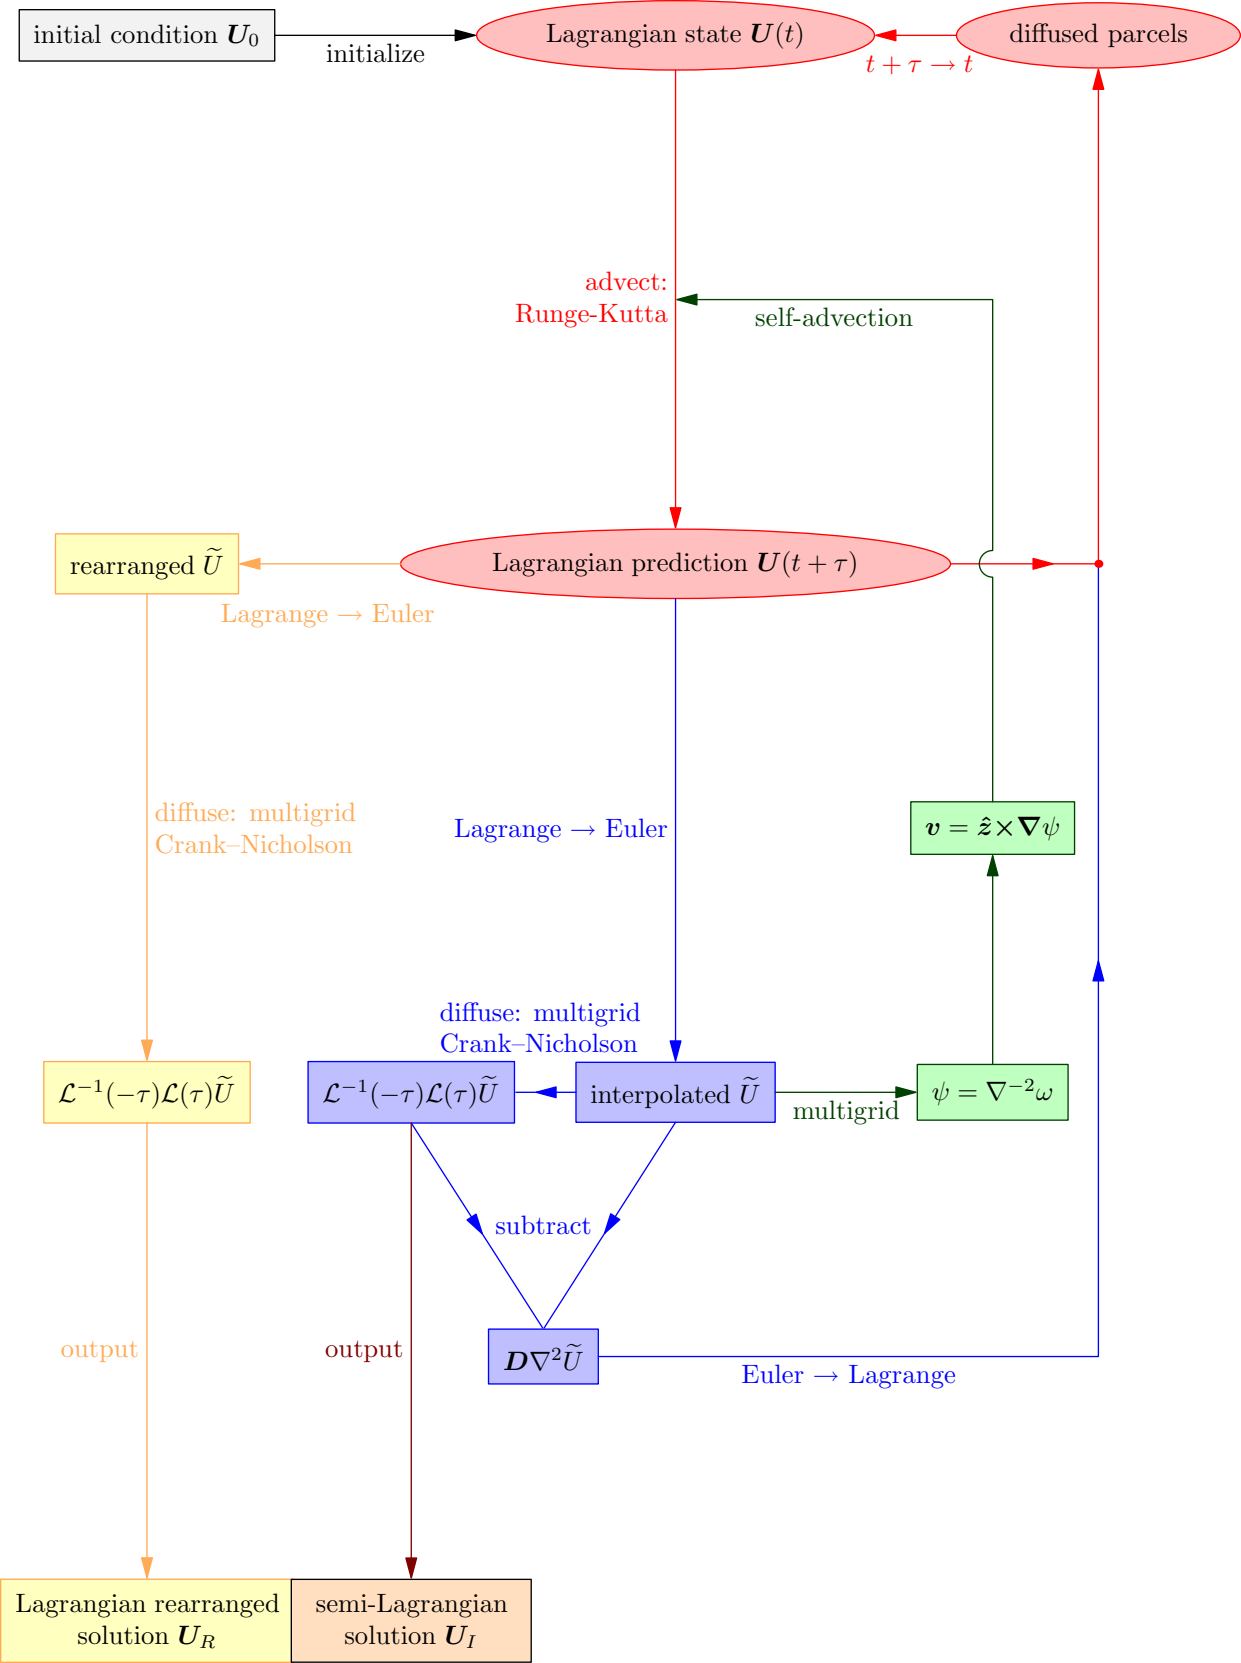 initial condition 𝑼₀
initialize
Lagrangian state 𝑼(t)
t + τ → t
diffused parcels
advect:
Runge-Kutta
self-advection
rearranged Ũ
Lagrange → Euler
Lagrangian prediction 𝑼(t + τ)
diffuse: multigrid
Crank–Nicholson
Lagrange → Euler
𝒗 = 𝒛̂×𝛁ψ
diffuse: multigrid
Crank–Nicholson
ℒ⁻¹(−τ)ℒ(τ)Ũ
ℒ⁻¹(−τ)ℒ(τ)Ũ
interpolated Ũ
multigrid
ψ = ∇⁻²ω
subtract
output
output
𝑫∇²Ũ
Euler → Lagrange
Lagrangian rearranged
solution 𝑼_R
semi-Lagrangian
solution 𝑼_I